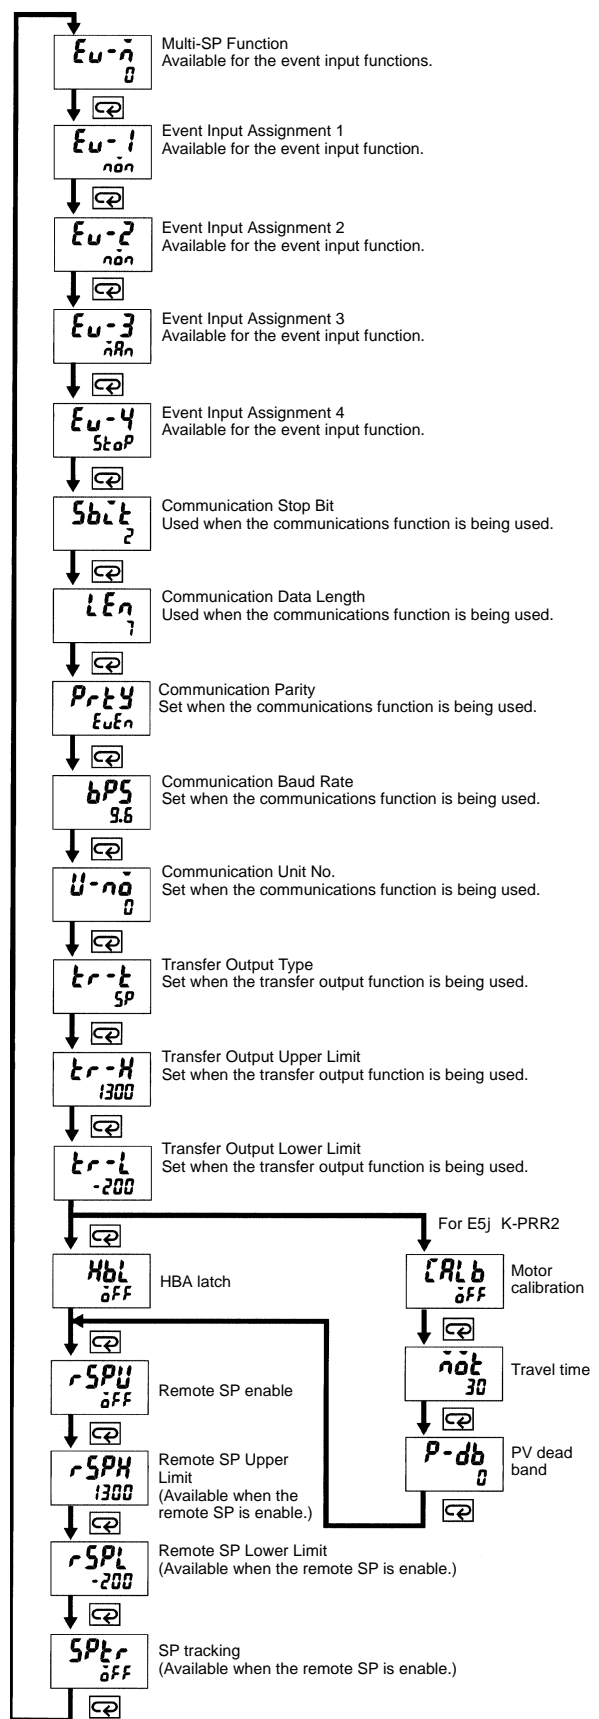 Eu-m
0
Multi-SP Function
Available for the event input functions.
Eu-1
non
Event Input Assignment 1
Available for the event input function.
Eu-2
non
Event Input Assignment 2
Available for the event input function.
Eu-3
mAn
Event Input Assignment 3
Available for the event input function.
Eu-4
StoP
Event Input Assignment 4
Available for the event input function.
Sbit
2
Communication Stop Bit
Used when the communications function is being used.
LEn
7
Communication Data Length
Used when the communications function is being used.
PrtY
EuEn
Communication Parity
Set when the communications function is being used.
bPS
9.6
Communication Baud Rate
Set when the communications function is being used.
U-no
0
Communication Unit No.
Set when the communications function is being used.
tr-t
SP
Transfer Output Type
Set when the transfer output function is being used.
tr-H
1300
Transfer Output Upper Limit
Set when the transfer output function is being used.
tr-L
-200
Transfer Output Lower Limit
Set when the transfer output function is being used.
For E5j K-PRR2
HbL
oFF
HBA latch
CALb
oFF
Motor
calibration
mot
30
Travel time
P-db
0
PV dead
band
rSPU
oFF
Remote SP enable
rSPH
1300
Remote SP Upper
Limit
(Available when the
remote SP is enable.)
rSPL
-200
Remote SP Lower Limit
(Available when the remote SP is enable.)
SPtr
oFF
SP tracking
(Available when the remote SP is enable.)